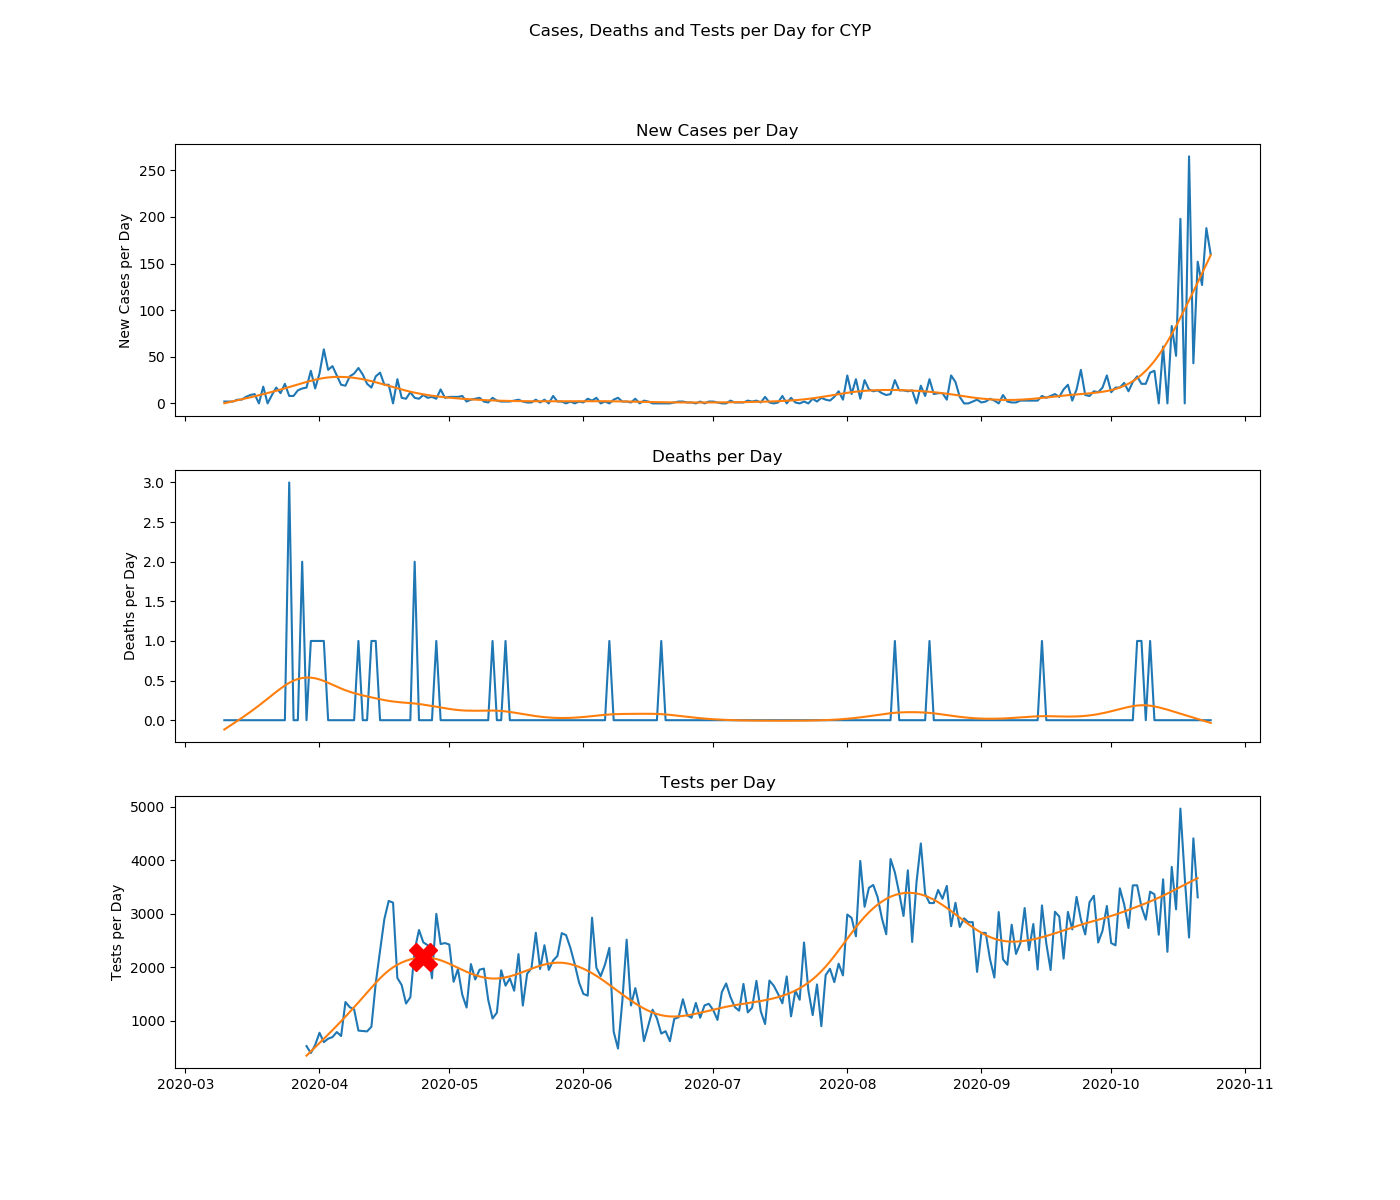 Cases, Deaths and Tests per Day for CYP
New Cases per Day
New Cases per Day
250
200
150
100
50
0
Deaths per Day
Deaths per Day
3.0
2.5
2.0
1.5
1.0
0.5
0.0
Tests per Day
Tests per Day
5000
4000
3000
2000
1000
2020-03 2020-04 2020-05 2020-06 2020-07 2020-08 2020-09 2020-10 2020-11